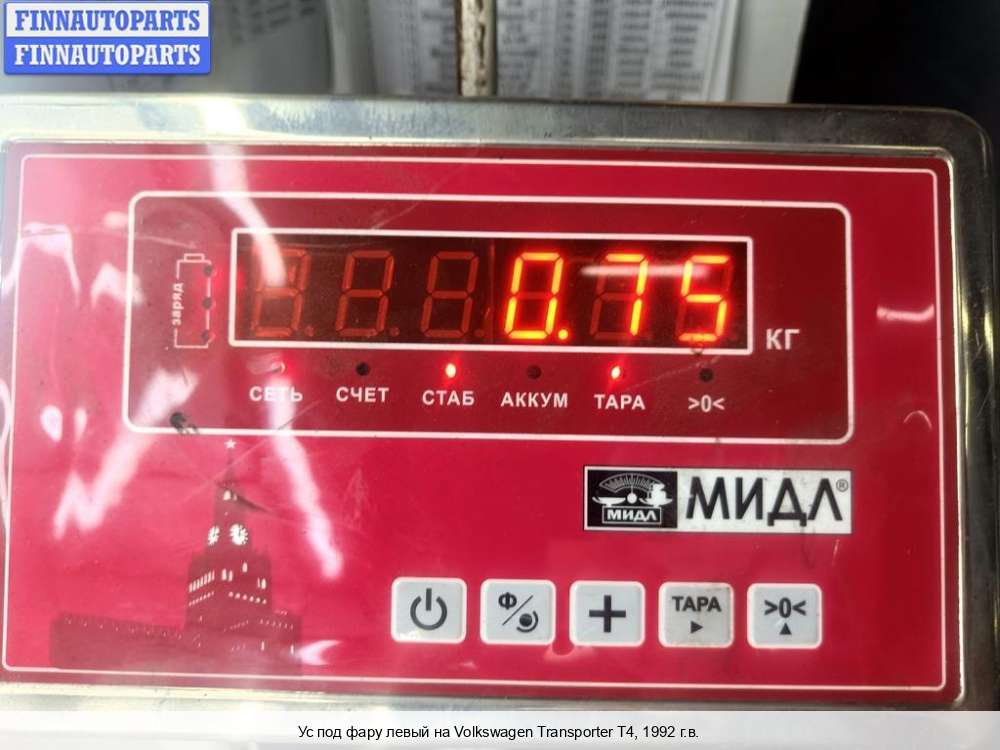 FINNAUTOPARTS
FINNAUTOPARTS
заряд
0.75
КГ
СЕТЬ СЧЕТ СТАБ АККУМ ТАРА >0<
МИДЛ МИДЛ®
Ф ТАРА >0<
Ус под фару левый на Volkswagen Transporter T4, 1992 г.в.